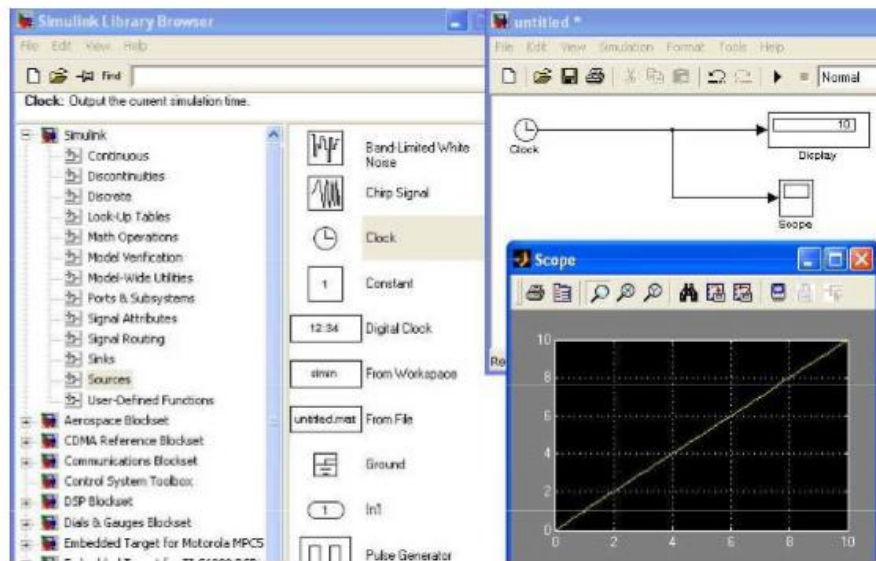 Simulink Library Browser
File Edit View Help
Find
Clock: Output the current simulation time.
Simulink
Continuous
Discontinuities
Discrete
Look-Up Tables
Math Operations
Model Verification
Model-Wide Utilities
Ports & Subsystems
Signal Attributes
Signal Routing
Sinks
Sources
User-Defined Functions
Aerospace Blockset
CDMA Reference Blockset
Communications Blockset
Control System Toolbox
DSP Blockset
Dials & Gauges Blockset
Embedded Target for Motorola MPC5
Band-Limited White
Noise
Chirp Signal
Clock
1
Constant
12:34
Digital Clock
simin
From Workspace
untitled.mat
From File
Ground
1
In1
Pulse Generator
untitled *
File Edit View Simulation Format Tools Help
Normal
Clock
10
Display
Scope
Re
Scope
10
8
6
4
2
0
0 2 4 6 8 10